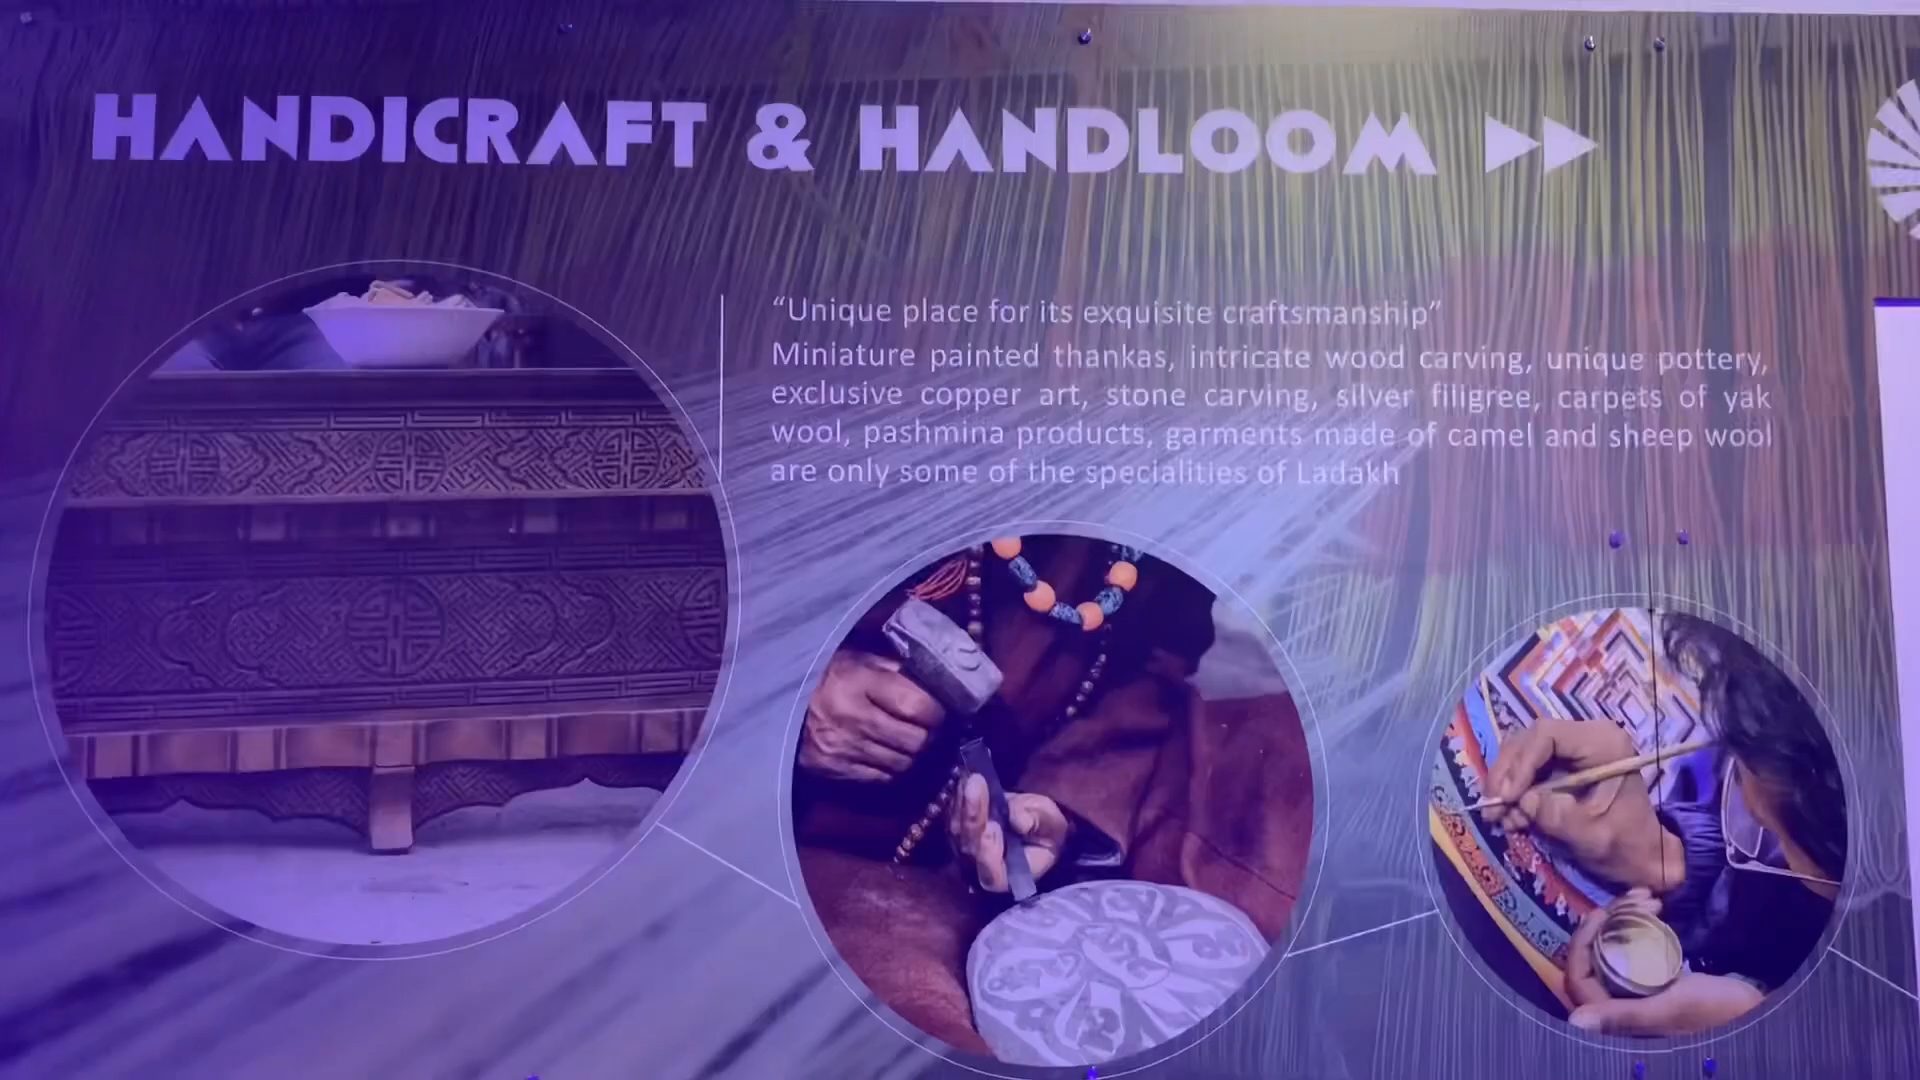 HANDICRAFT & HANDLOOM
“Unique place for its exquisite craftsmanship”
Miniature painted thankas, intricate wood carving, unique pottery,
exclusive copper art, stone carving, silver filigree, carpets of yak
wool, pashmina products, garments made of camel and sheep wool
are only some of the specialities of Ladakh